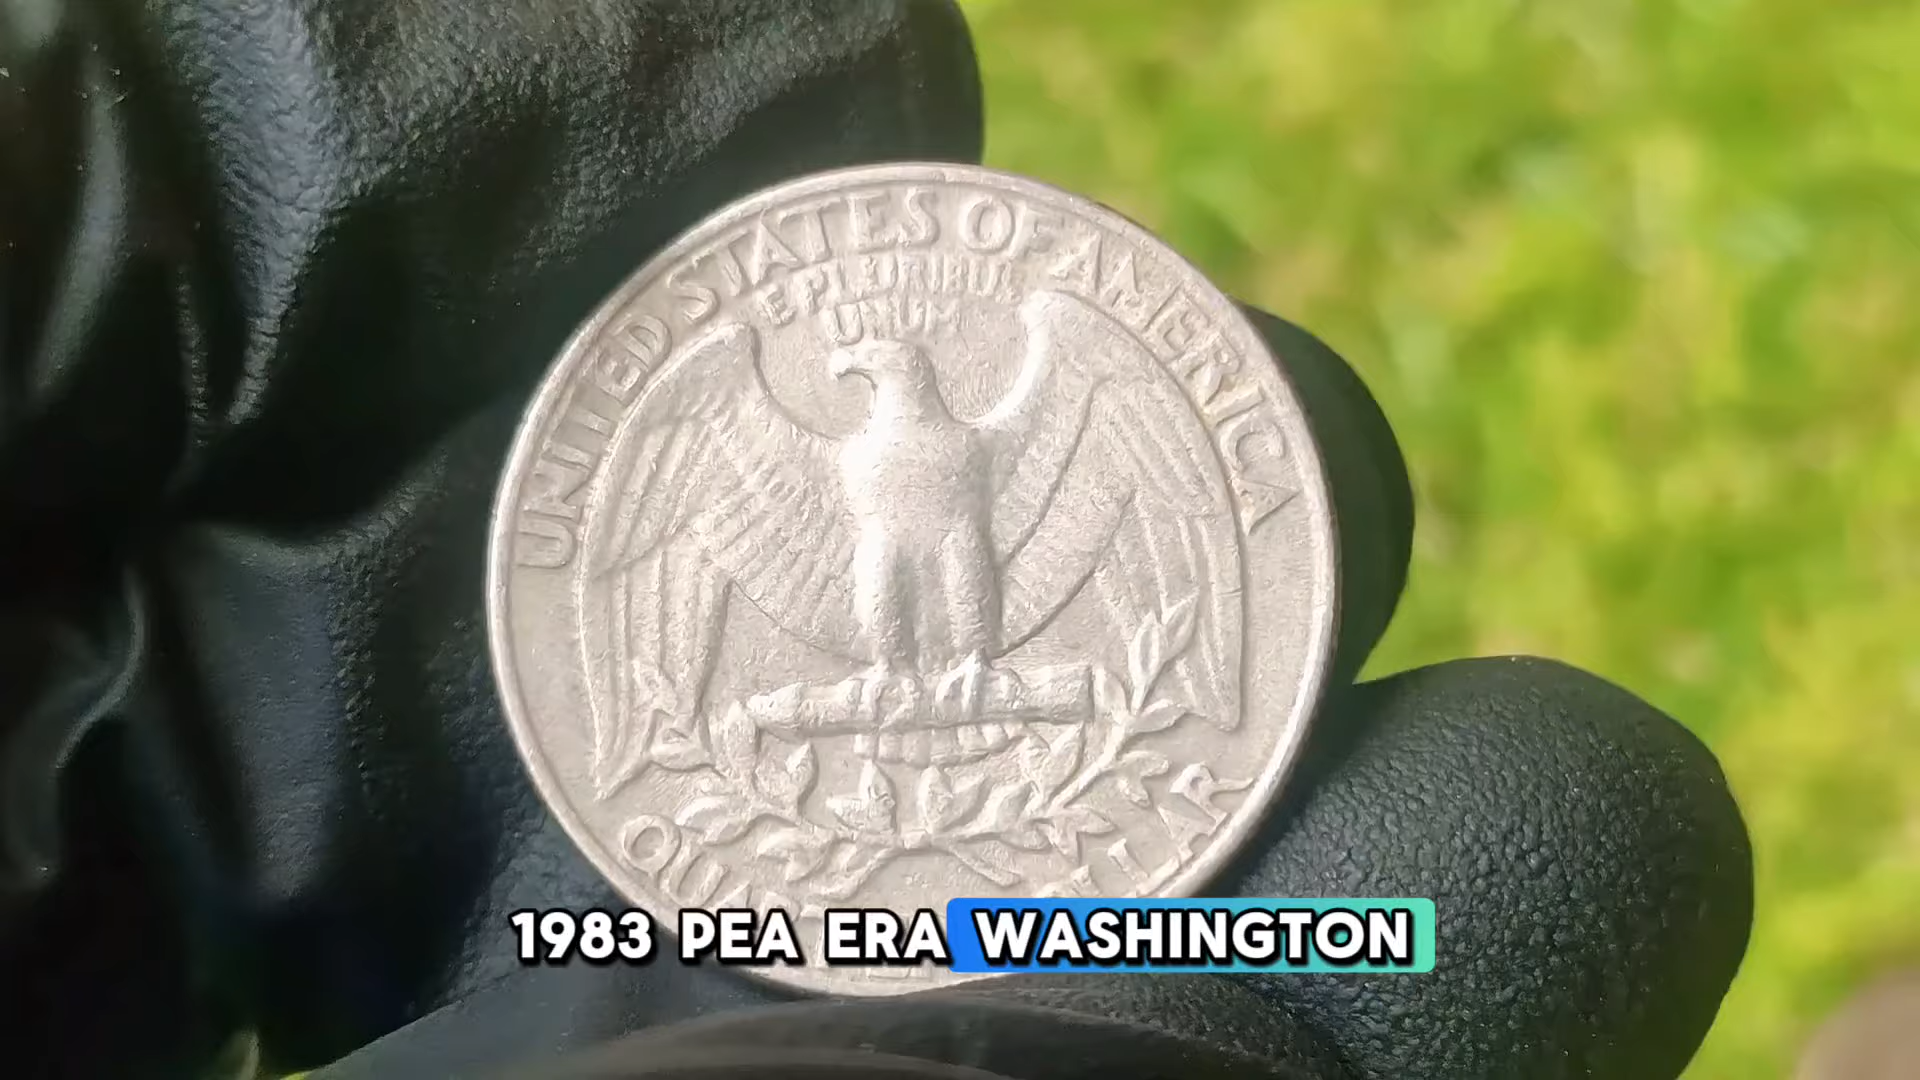 UNITED STATES OF AMERICA
E PLURIBUS
UNUM
1983 PEA ERA WASHINGTON